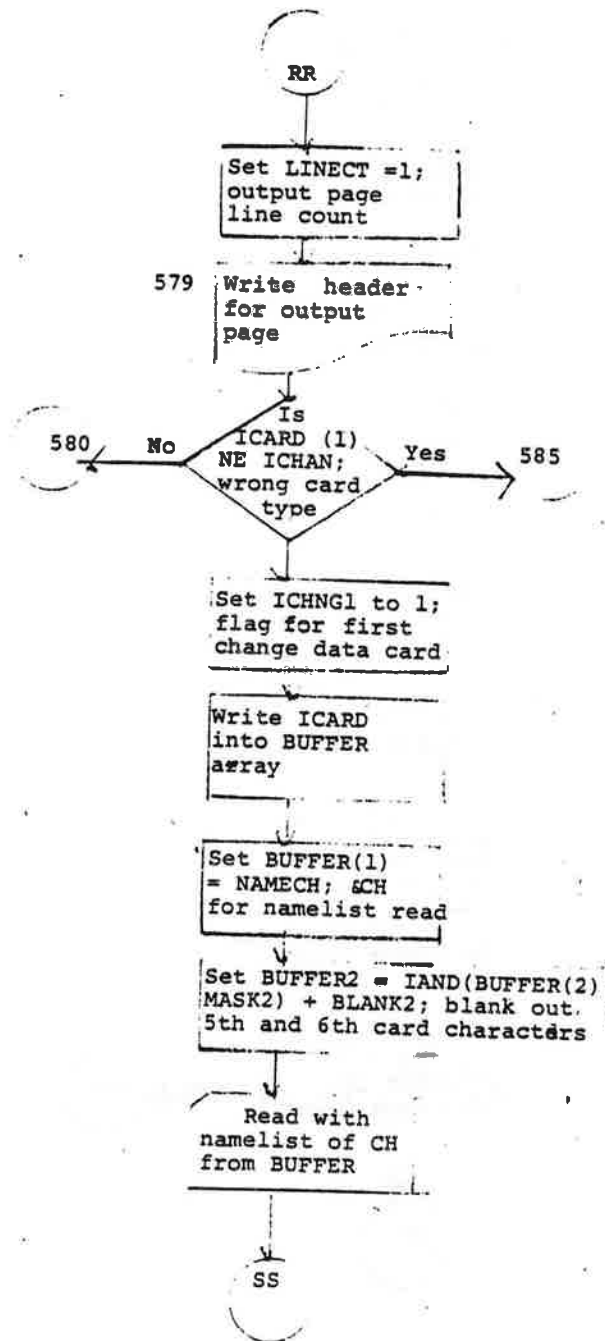 RR
Set LINECT =1;
output page
line count
579
Write header
for output
page
Is
580 No ICARD (1) Yes 585
NE ICHAN;
wrong card
type
Set ICHNG1 to 1;
flag for first
change data card
Write ICARD
into BUFFER
array
Set BUFFER(1)
= NAMECH; &CH
for namelist read
Set BUFFER2 = IAND(BUFFER(2)
MASK2) + BLANK2; blank out
5th and 6th card characters
Read with
namelist of CH
from BUFFER
SS